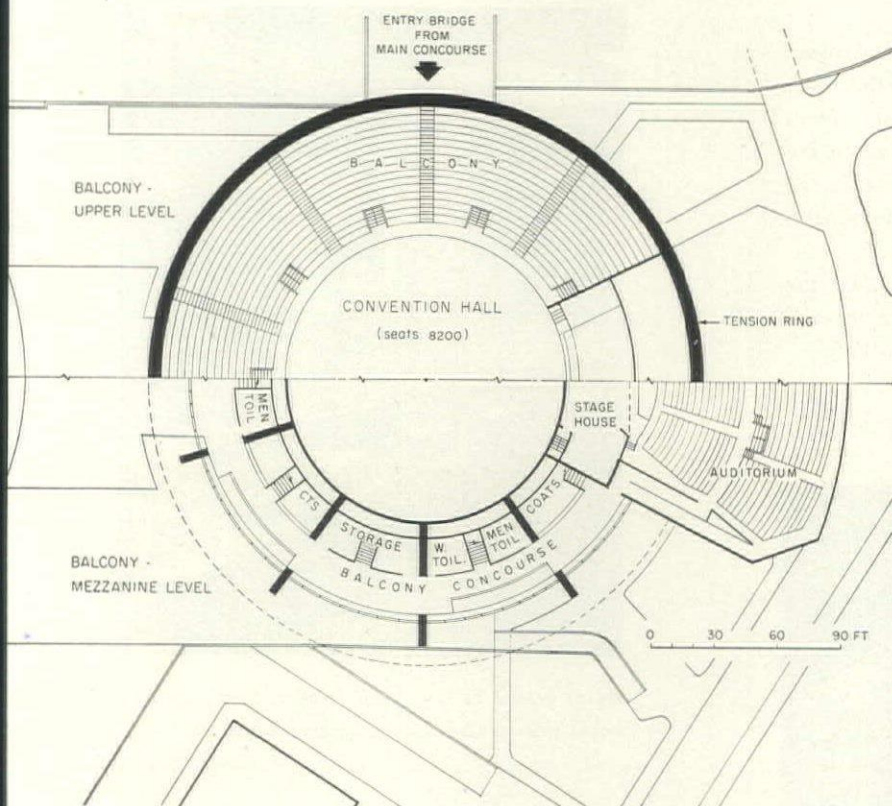 ENTRY BRIDGE
FROM
MAIN CONCOURSE
BALCONY
BALCONY -
UPPER LEVEL
CONVENTION HALL
(seats 8200)
TENSION RING
MEN
TOIL
STAGE
HOUSE
AUDITORIUM
CTS
STORAGE
W.
TOIL.
MEN
TOIL
COATS
BALCONY CONCOURSE
BALCONY -
MEZZANINE LEVEL
0 30 60 90 FT